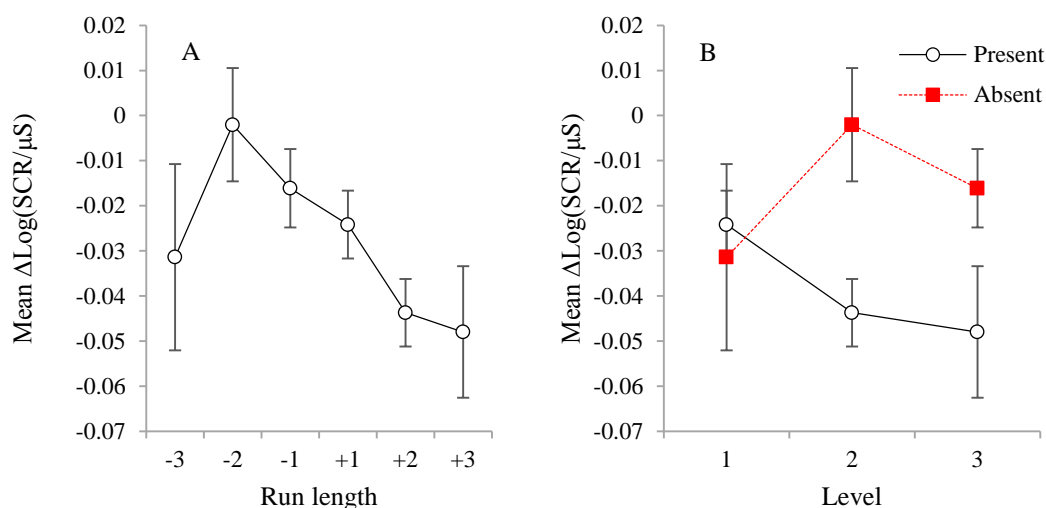 A
Mean ΔLog(SCR/μS)
0.02
0.01
0
-0.01
-0.02
-0.03
-0.04
-0.05
-0.06
-0.07
-3 -2 -1 +1 +2 +3
Run length
B
Present
Absent
Mean ΔLog(SCR/μS)
0.02
0.01
0
-0.01
-0.02
-0.03
-0.04
-0.05
-0.06
-0.07
1 2 3
Level